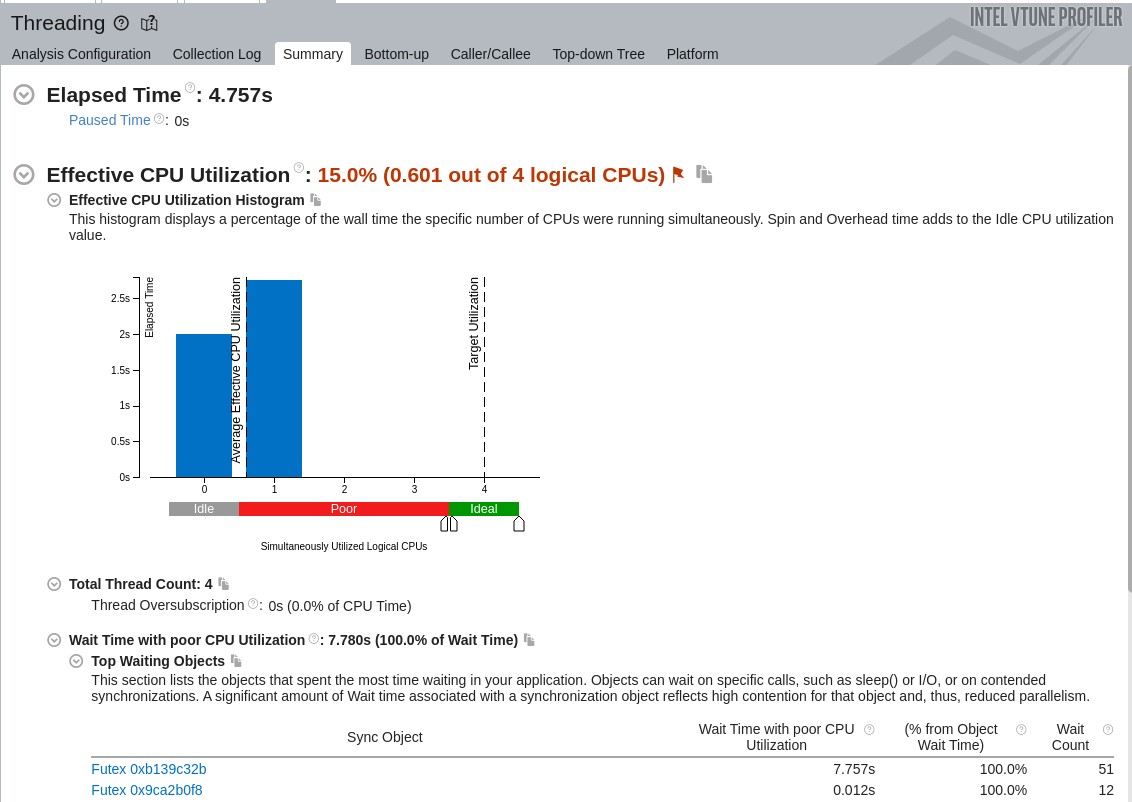 Threading
INTEL VTUNE PROFILER
Analysis Configuration Collection Log Summary Bottom-up Caller/Callee Top-down Tree Platform
Elapsed Time : 4.757s
Paused Time : 0s
Effective CPU Utilization : 15.0% (0.601 out of 4 logical CPUs)
Effective CPU Utilization Histogram
This histogram displays a percentage of the wall time the specific number of CPUs were running simultaneously. Spin and Overhead time adds to the Idle CPU utilization
value.
Elapsed Time
2.5s
2s
1.5s
1s
0.5s
0s
Average Effective CPU Utilization
Target Utilization
0 1 2 3 4
Idle Poor Ideal
Simultaneously Utilized Logical CPUs
Total Thread Count: 4
Thread Oversubscription : 0s (0.0% of CPU Time)
Wait Time with poor CPU Utilization : 7.780s (100.0% of Wait Time)
Top Waiting Objects
This section lists the objects that spent the most time waiting in your application. Objects can wait on specific calls, such as sleep() or I/O, or on contended
synchronizations. A significant amount of Wait time associated with a synchronization object reflects high contention for that object and, thus, reduced parallelism.
Sync Object
Wait Time with poor CPU
Utilization
(% from Object
Wait Time)
Wait
Count
Futex 0xb139c32b 7.757s 100.0% 51
Futex 0x9ca2b0f8 0.012s 100.0% 12